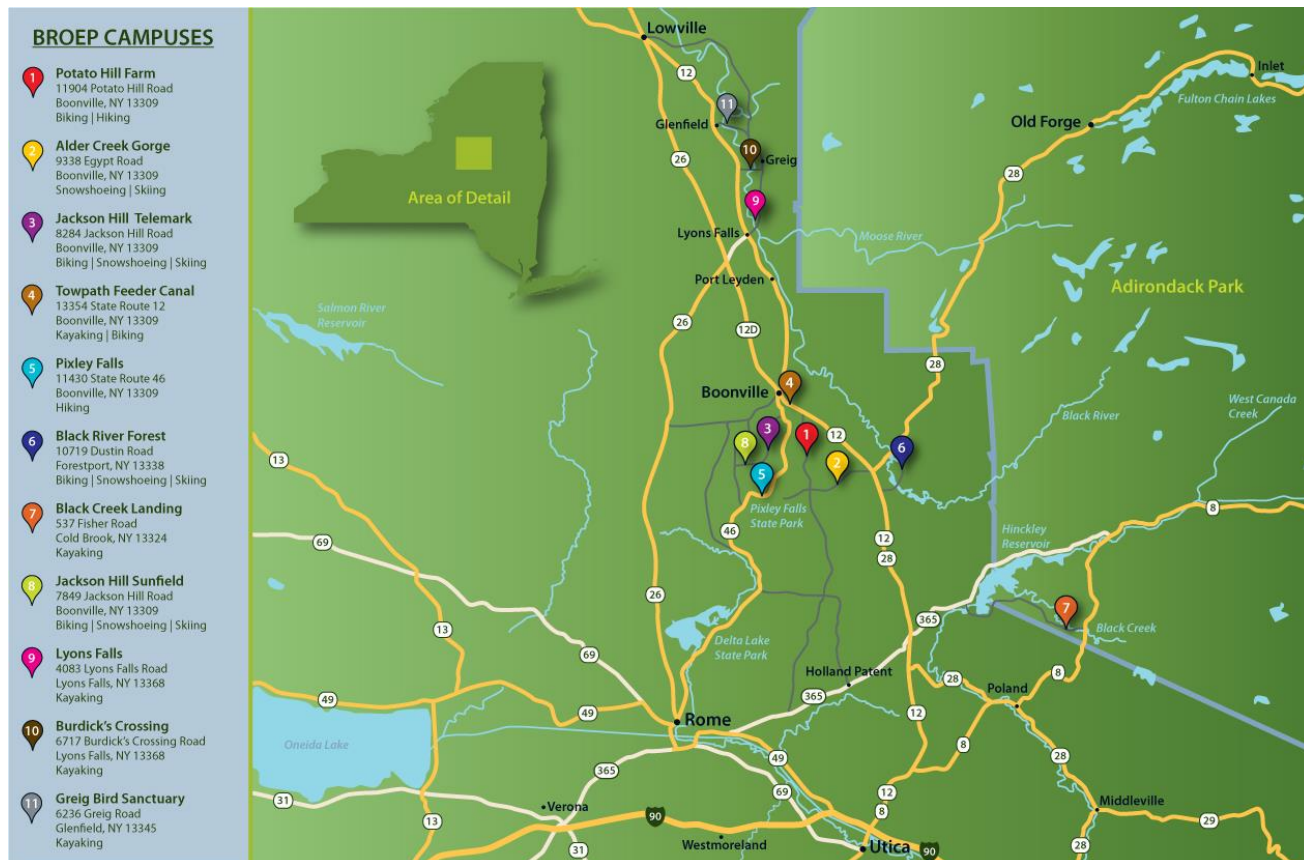 BROEP CAMPUSES
1
Potato Hill Farm
11904 Potato Hill Road
Boonville, NY 13309
Biking | Hiking
2
Alder Creek Gorge
9338 Egypt Road
Boonville, NY 13309
Snowshoeing | Skiing
3
Jackson Hill Telemark
8284 Jackson Hill Road
Boonville, NY 13309
Biking | Snowshoeing | Skiing
4
Towpath Feeder Canal
13354 State Route 12
Boonville, NY 13309
Kayaking | Biking
5
Pixley Falls
11430 State Route 46
Boonville, NY 13309
Hiking
6
Black River Forest
10719 Dustin Road
Forestport, NY 13338
Biking | Snowshoeing | Skiing
7
Black Creek Landing
537 Fisher Road
Cold Brook, NY 13324
Kayaking
8
Jackson Hill Sunfield
7849 Jackson Hill Road
Boonville, NY 13309
Biking | Snowshoeing | Skiing
9
Lyons Falls
4083 Lyons Falls Road
Lyons Falls, NY 13368
Kayaking
10
Burdick's Crossing
6717 Burdick's Crossing Road
Lyons Falls, NY 13368
Kayaking
11
Greig Bird Sanctuary
6236 Greig Road
Glenfield, NY 13345
Kayaking
Area of Detail
Lowville
12
Inlet
Fulton Chain Lakes
11
Glenfield
Old Forge
10
Greig
26
28
9
Lyons Falls
Moose River
Port Leyden
Adirondack Park
Salmon River
Reservoir
26
12D
28
4
Boonville
West Canada
Creek
Black River
3
1
12
8
2
6
13
5
Pixley Falls
State Park
46
12
28
8
Hinckley
Reservoir
69
26
7
365
Black Creek
13
Delta Lake
State Park
69
Holland Patent
28
8
Poland
49
365
49
Rome
12
Oneida Lake
8
49
28
365
69
31
Verona
12
8
Middleville
13
90
29
31
Westmoreland
Utica
90
28